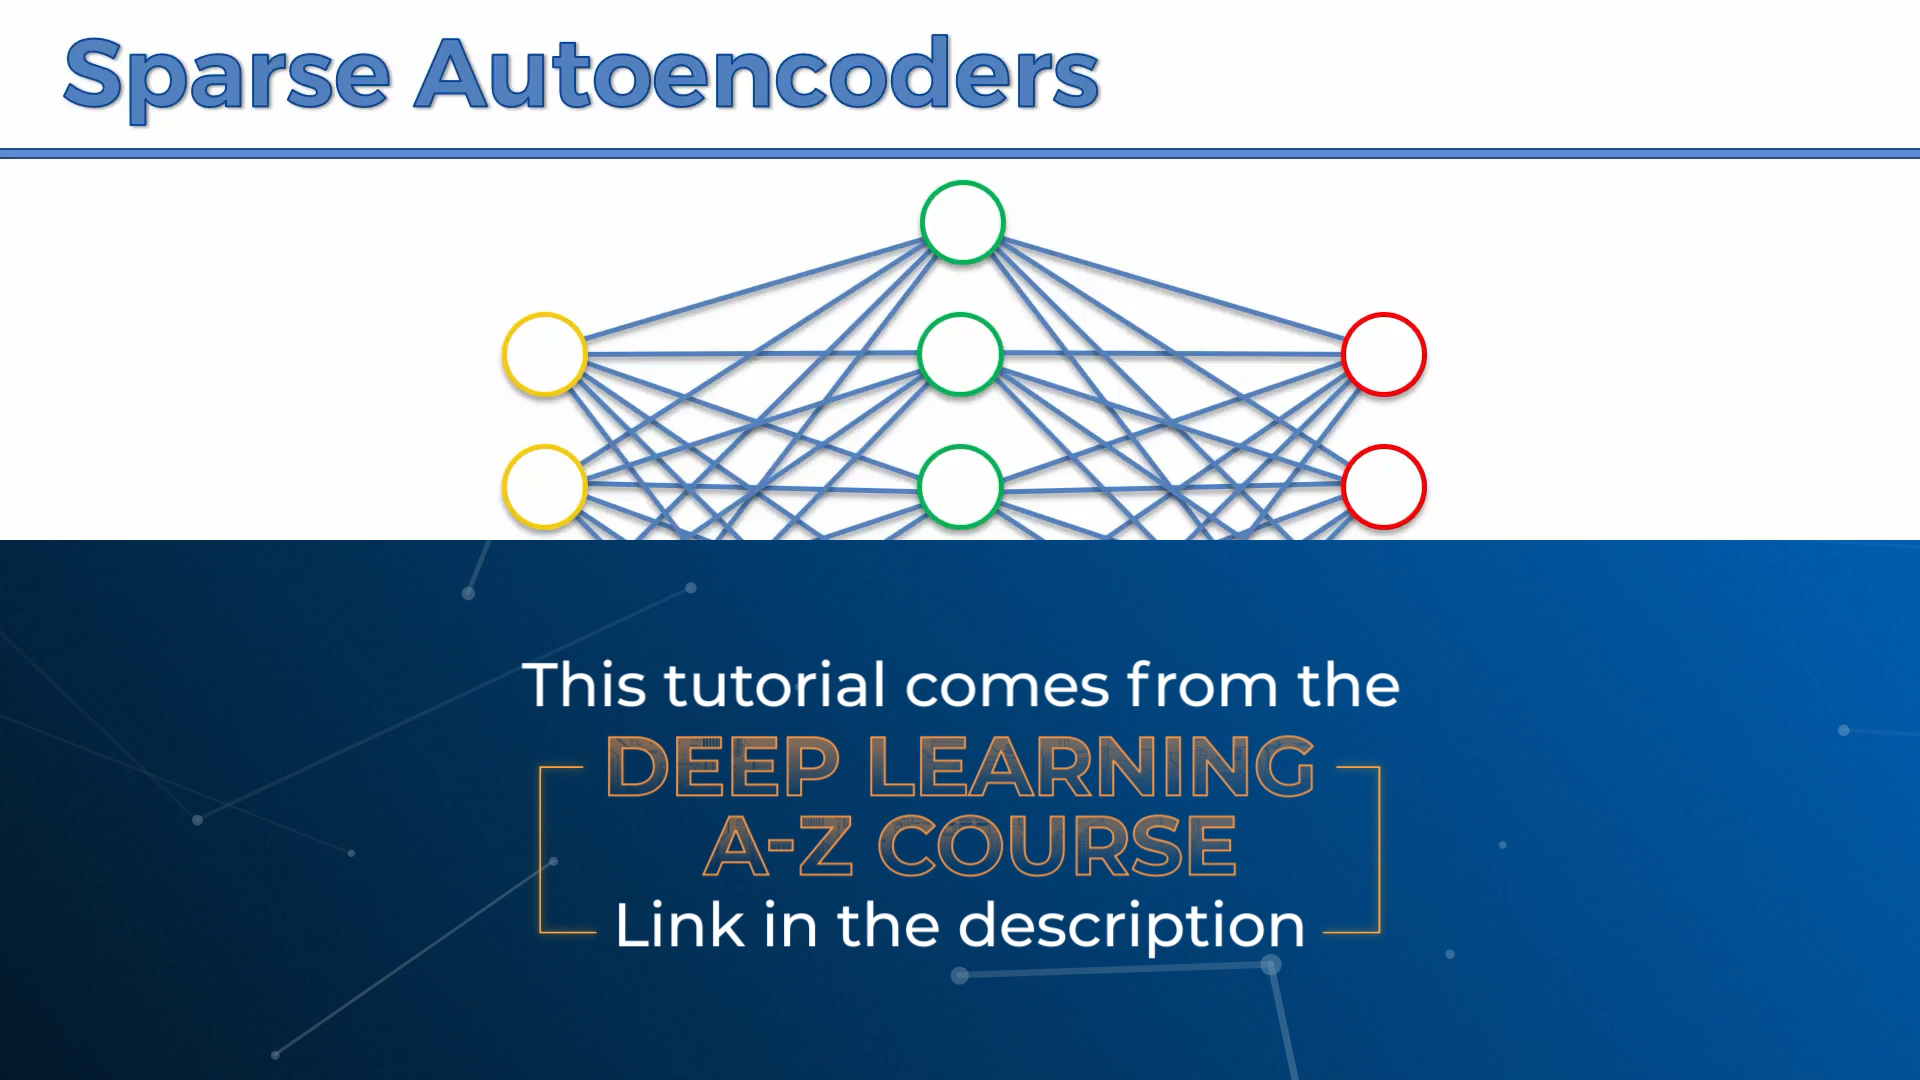 Sparse Autoencoders
This tutorial comes from the
DEEP LEARNING
A-Z COURSE
Link in the description